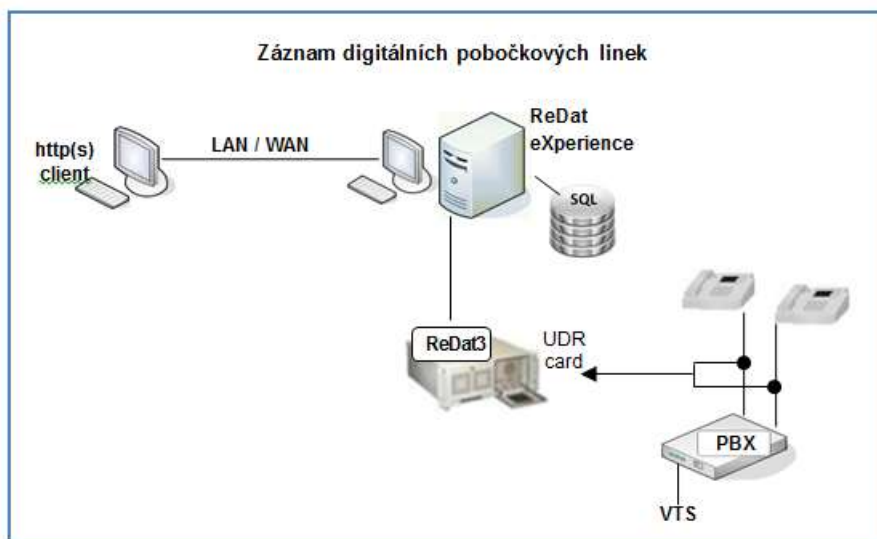 Záznam digitálních pobočkových linek
ReDat
eXperience
http(s)
client
LAN / WAN
SQL
ReDat3
UDR
card
PBX
VTS